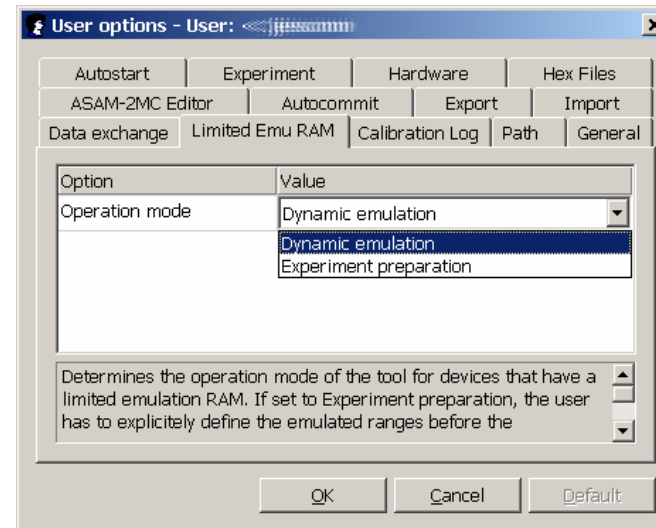 User options - User:
Autostart Experiment Hardware Hex Files
ASAM-2MC Editor Autocommit Export Import
Data exchange Limited Emu RAM Calibration Log Path General
Option Value
Operation mode Dynamic emulation
Dynamic emulation
Experiment preparation
Determines the operation mode of the tool for devices that have a
limited emulation RAM. If set to Experiment preparation, the user
has to explicitely define the emulated ranges before the
OK Cancel Default